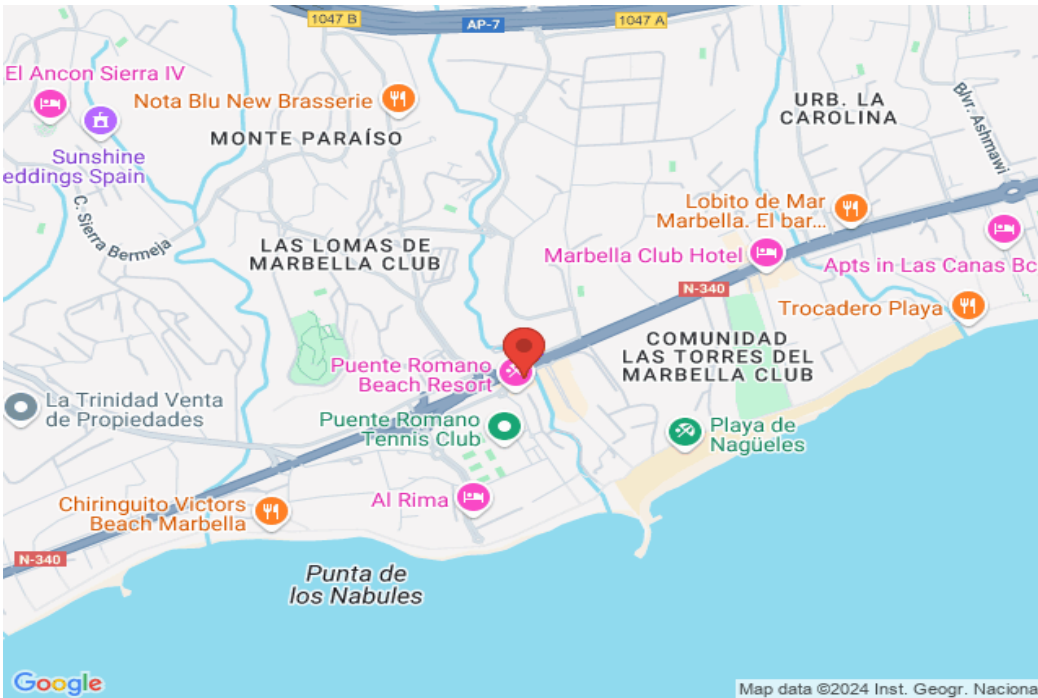 1047 B
AP-7
1047 A
El Ancon Sierra IV
Nota Blu New Brasserie
MONTE PARAÍSO
Sunshine
eddings Spain
C. Sierra Bermeja
URB. LA
CAROLINA
Blvr. Ashmawi
Lobito de Mar
Marbella. El bar...
LAS LOMAS DE
MARBELLA CLUB
Marbella Club Hotel
Apts in Las Canas Bc
N-340
Trocadero Playa
COMUNIDAD
LAS TORRES DEL
MARBELLA CLUB
Puente Romano
Beach Resort
La Trinidad Venta
de Propiedades
Puente Romano
Tennis Club
Playa de
Nagüeles
Al Rima
Chiringuito Victors
Beach Marbella
N-340
Punta de
los Nabules
Google
Map data ©2024 Inst. Geogr. Naciona